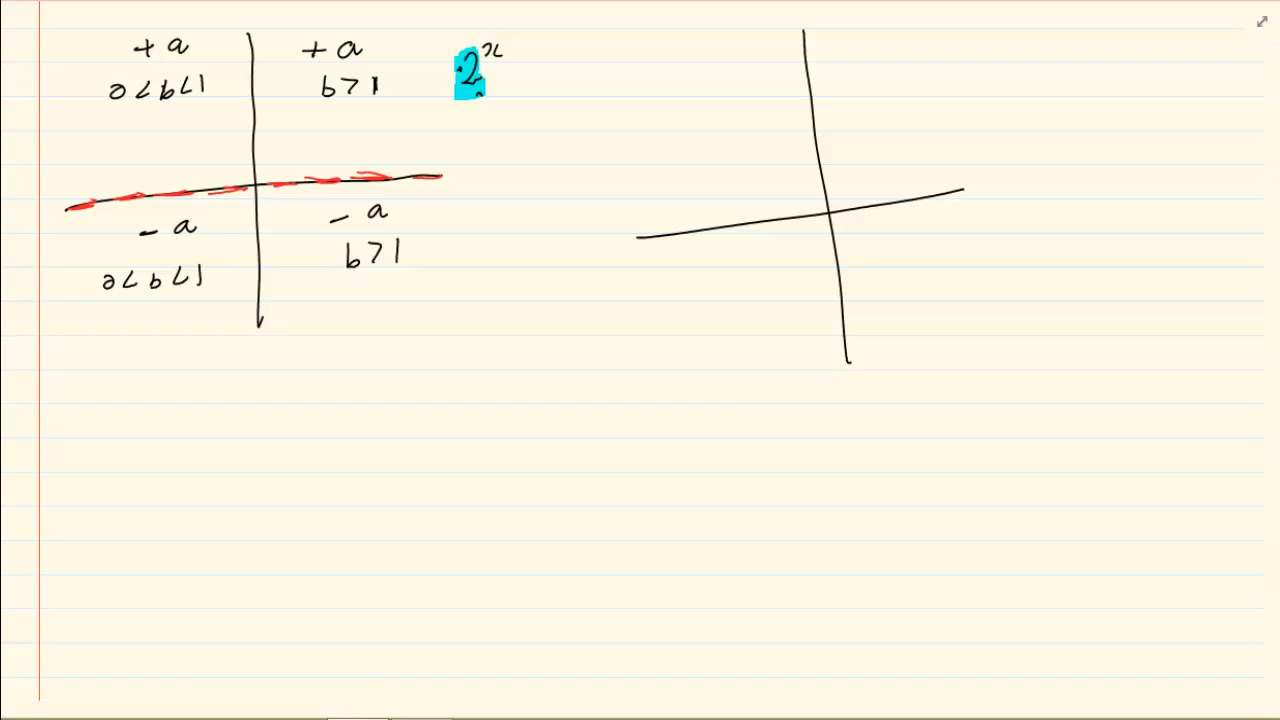 + a
0 < b < 1
+ a
b > 1
2^x
- a
0 < b < 1
- a
b > 1